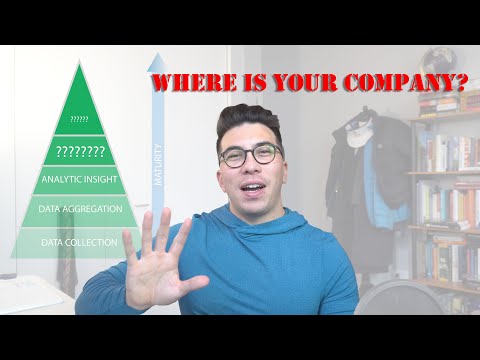 WHERE IS YOUR COMPANY?
??????
????????
ANALYTIC INSIGHT
DATA AGGREGATION
DATA COLLECTION
MATURITY